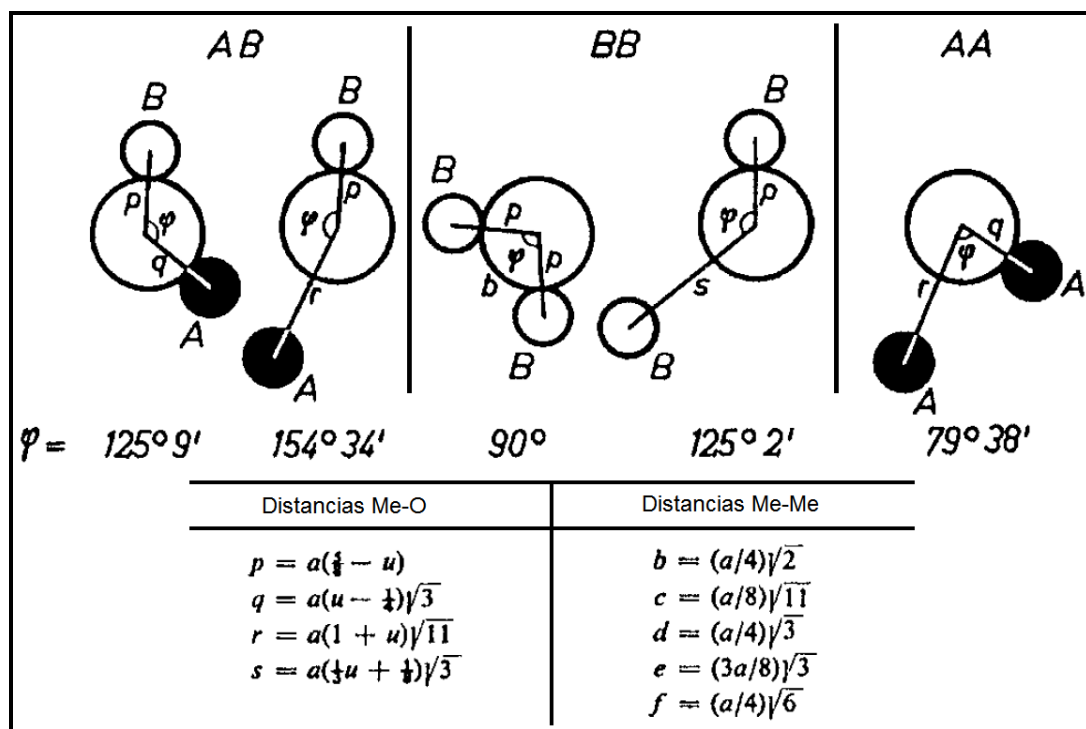 AB BB AA
B B B B
p φ q A
p φ r A
p φ p b B
p φ s B
q φ r A A
φ = 125° 9' 154° 34' 90° 125° 2' 79° 38'
Distancias Me-O Distancias Me-Me
p = a(5/8 − u) b = (a/4)√2
q = a(u − 1/4)√3 c = (a/8)√11
r = a(1 + u)√11 d = (a/4)√3
s = a(1/3u + 1/8)√3 e = (3a/8)√3
f = (a/4)√6